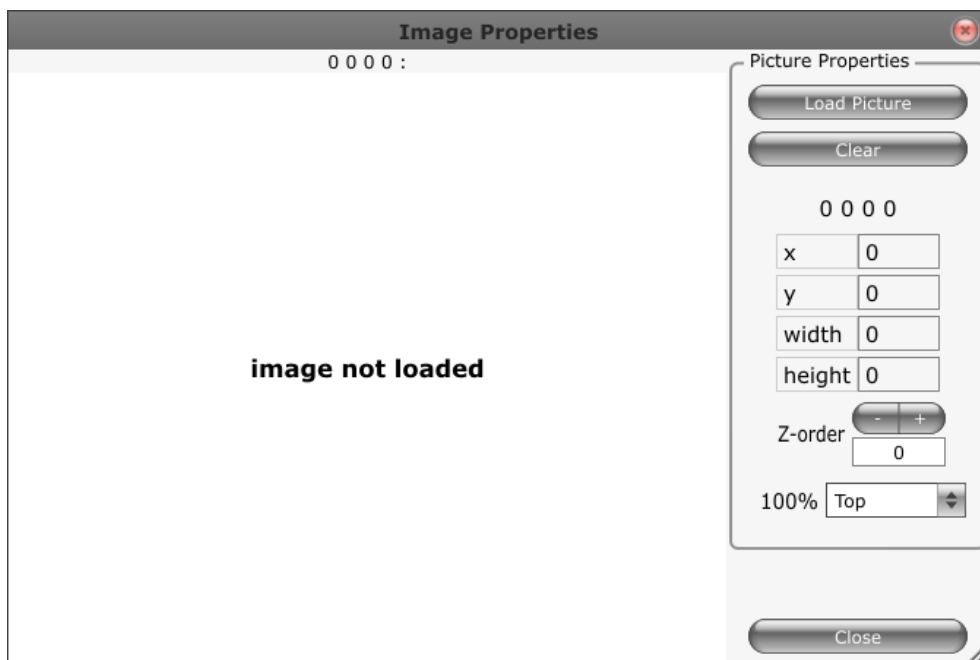 Image Properties
0 0 0 0 :
image not loaded
Picture Properties
Load Picture
Clear
0 0 0 0
x 0
y 0
width 0
height 0
- +
Z-order
0
100% Top
Close